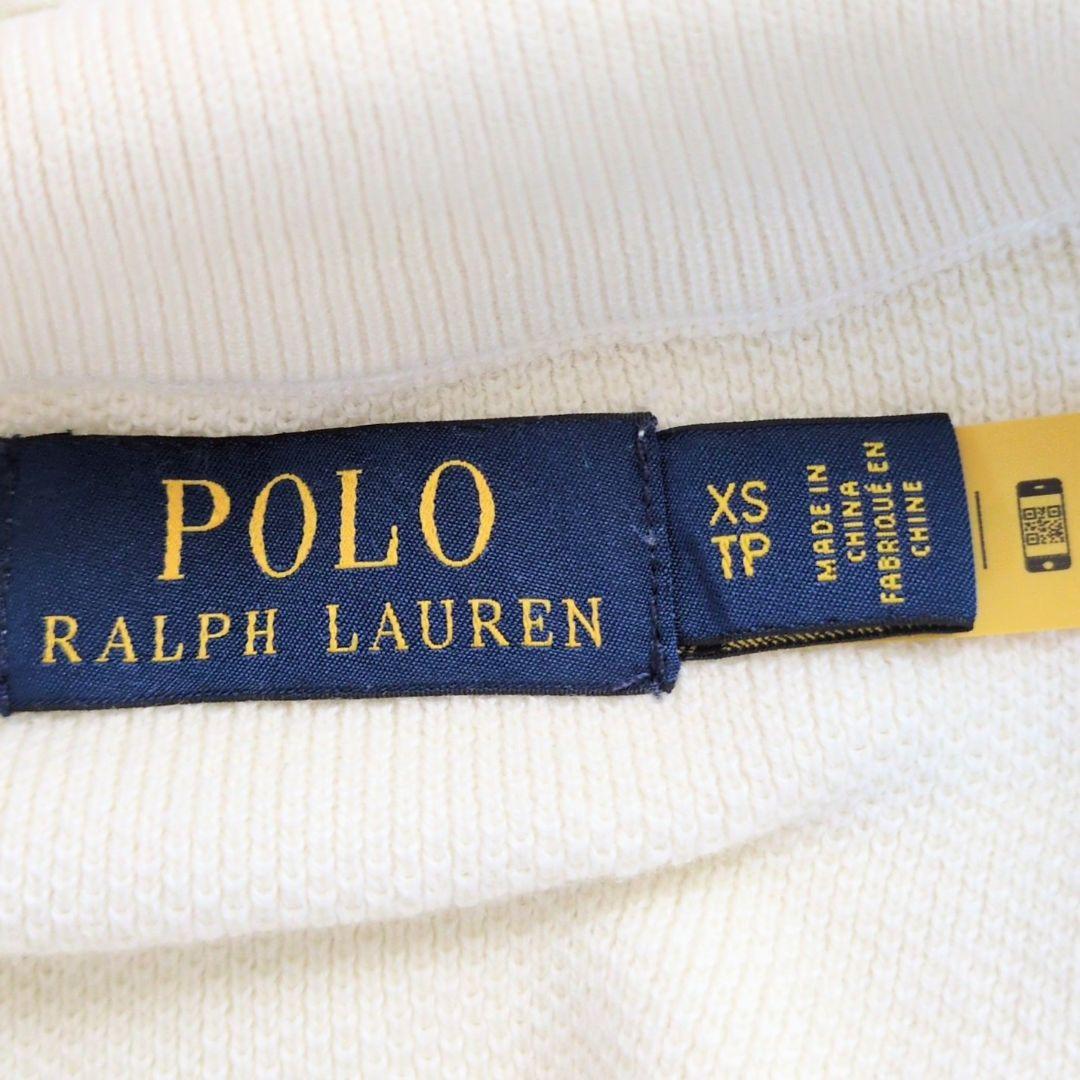 POLO
RALPH LAUREN
XS
TP
MADE IN
CHINA
FABRIQUÉ EN
CHINE